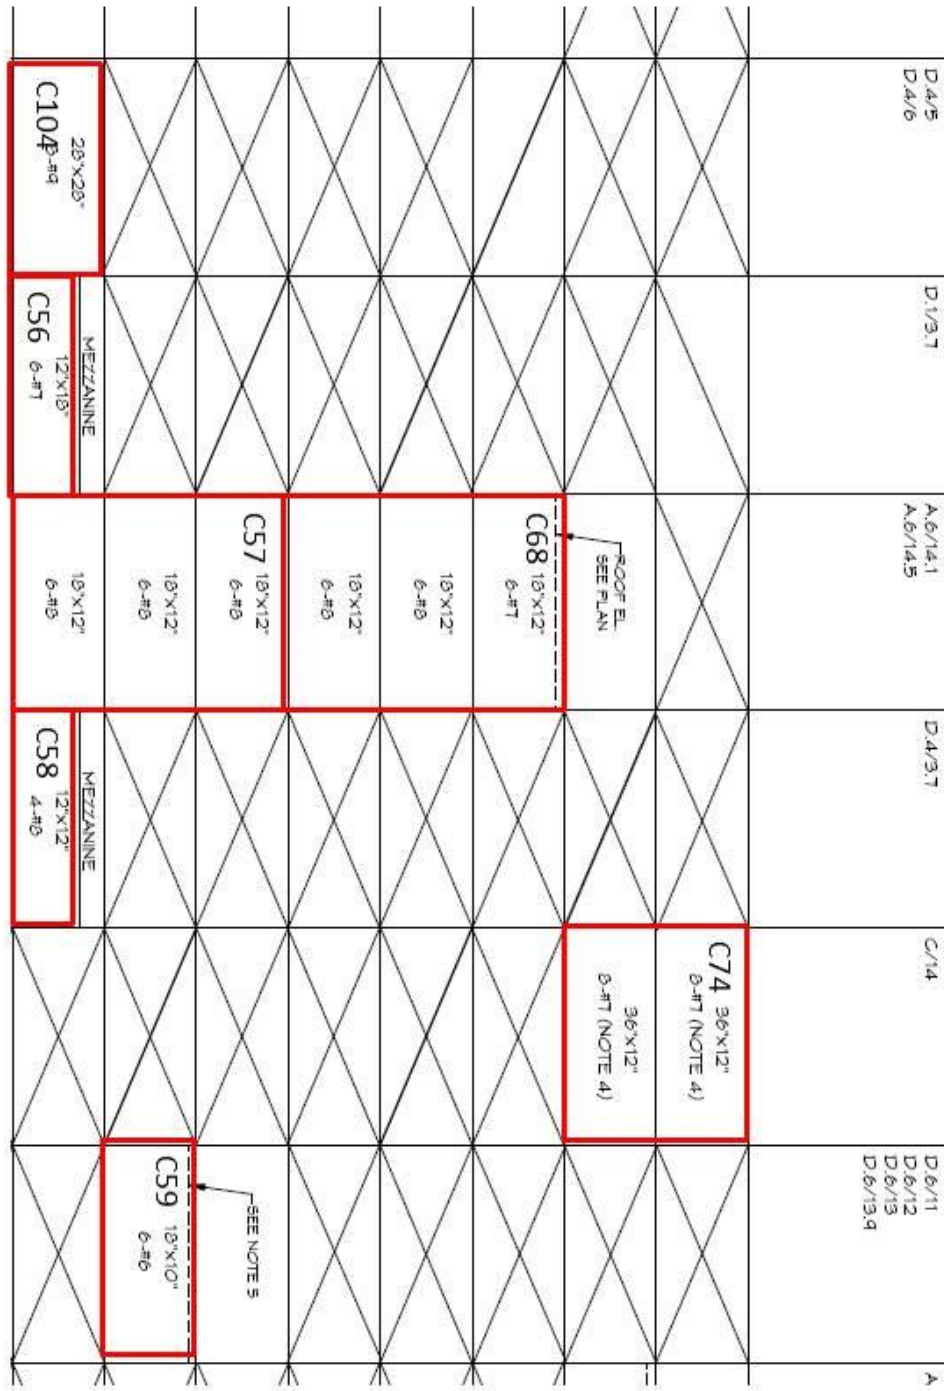 D.4/5
D.4/6
28"x28"
C104
8-#9
D.1/3.7
MEZZANINE
12"x18"
C56
6-#7
A.6/14.1
A.6/14.5
ROOF EL.
SEE PLAN
C68 18"x12"
6-#7
18"x12"
6-#8
18"x12"
6-#8
C57 18"x12"
6-#8
18"x12"
6-#8
18"x12"
6-#8
D.4/3.7
MEZZANINE
12"x12"
C58
4-#8
C/14
C74 36"x12"
8-#7 (NOTE 4)
36"x12"
8-#7 (NOTE 4)
D.6/11
D.6/12
D.6/13
D.6/13.9
SEE NOTE 5
C59 18"x10"
6-#6
A